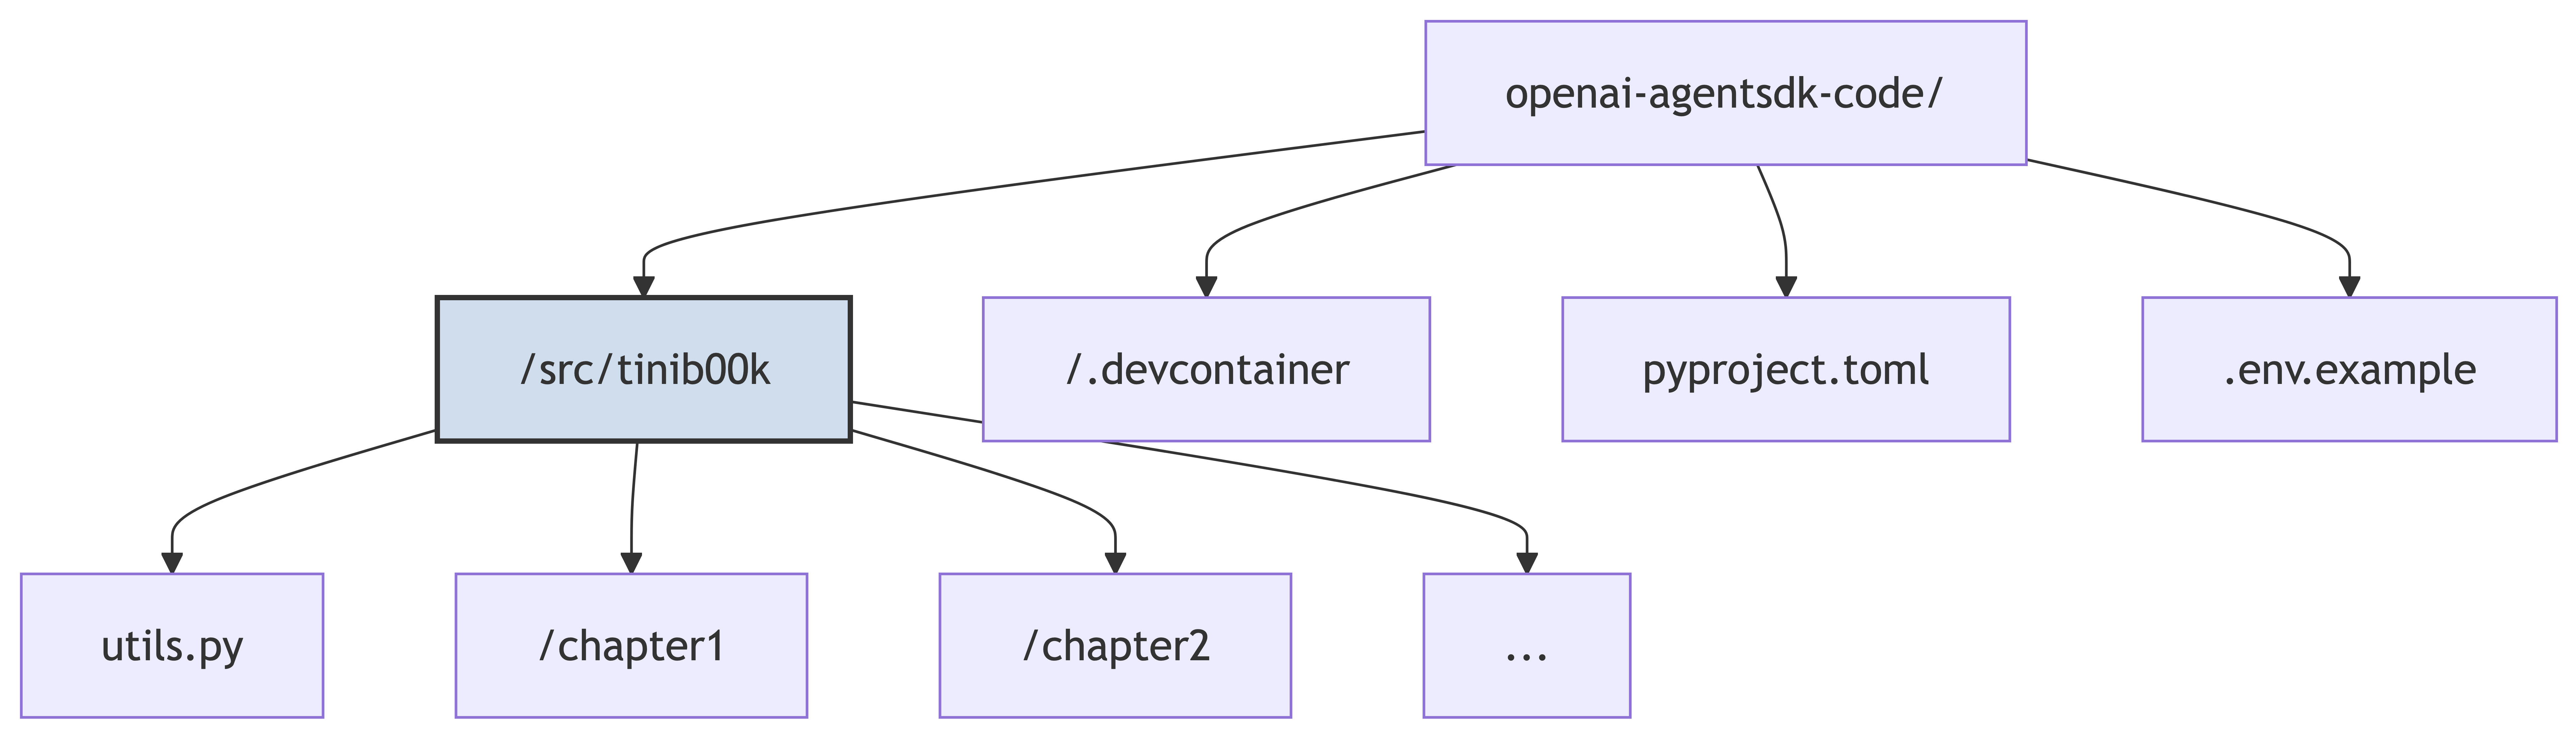 openai-agentsdk-code/
/src/tinib00k
/.devcontainer
pyproject.toml
.env.example
utils.py
/chapter1
/chapter2
...